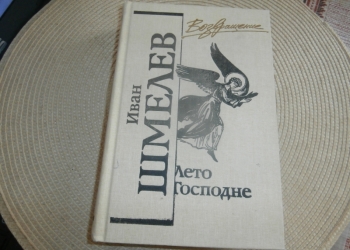 Возвращение
Иван
ШМЕЛЕВ
Лето
Господне